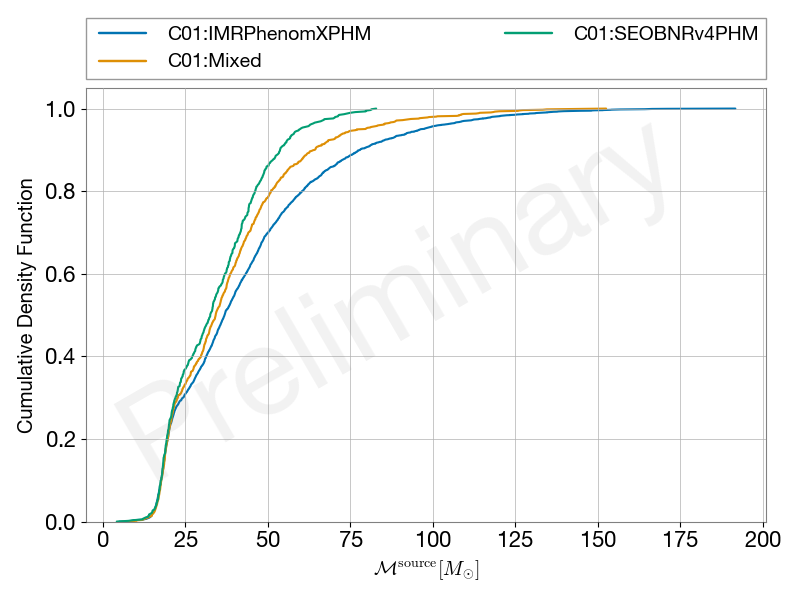 C01:IMRPhenomXPHM
C01:SEOBNRv4PHM
C01:Mixed
Preliminary
Cumulative Density Function
1.0
0.8
0.6
0.4
0.2
0.0
0 25 50 75 100 125 150 175 200
ℳ^source[M_⊙]